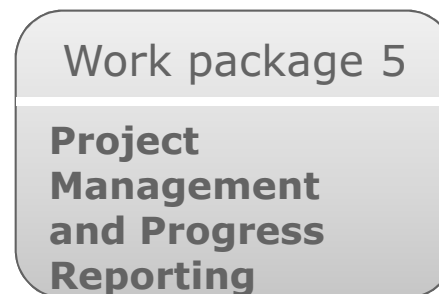 Work package 5
Project
Management
and Progress
Reporting